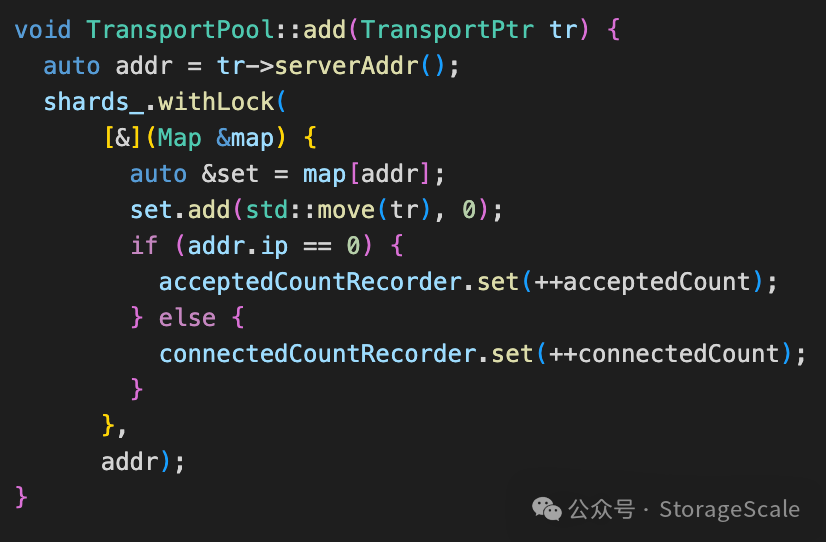 void TransportPool::add(TransportPtr tr) {
  auto addr = tr->serverAddr();
  shards_.withLock(
      [&](Map &map) {
        auto &set = map[addr];
        set.add(std::move(tr), 0);
        if (addr.ip == 0) {
          acceptedCountRecorder.set(++acceptedCount);
        } else {
          connectedCountRecorder.set(++connectedCount);
        }
      },
      addr);
}
公众号 · StorageScale